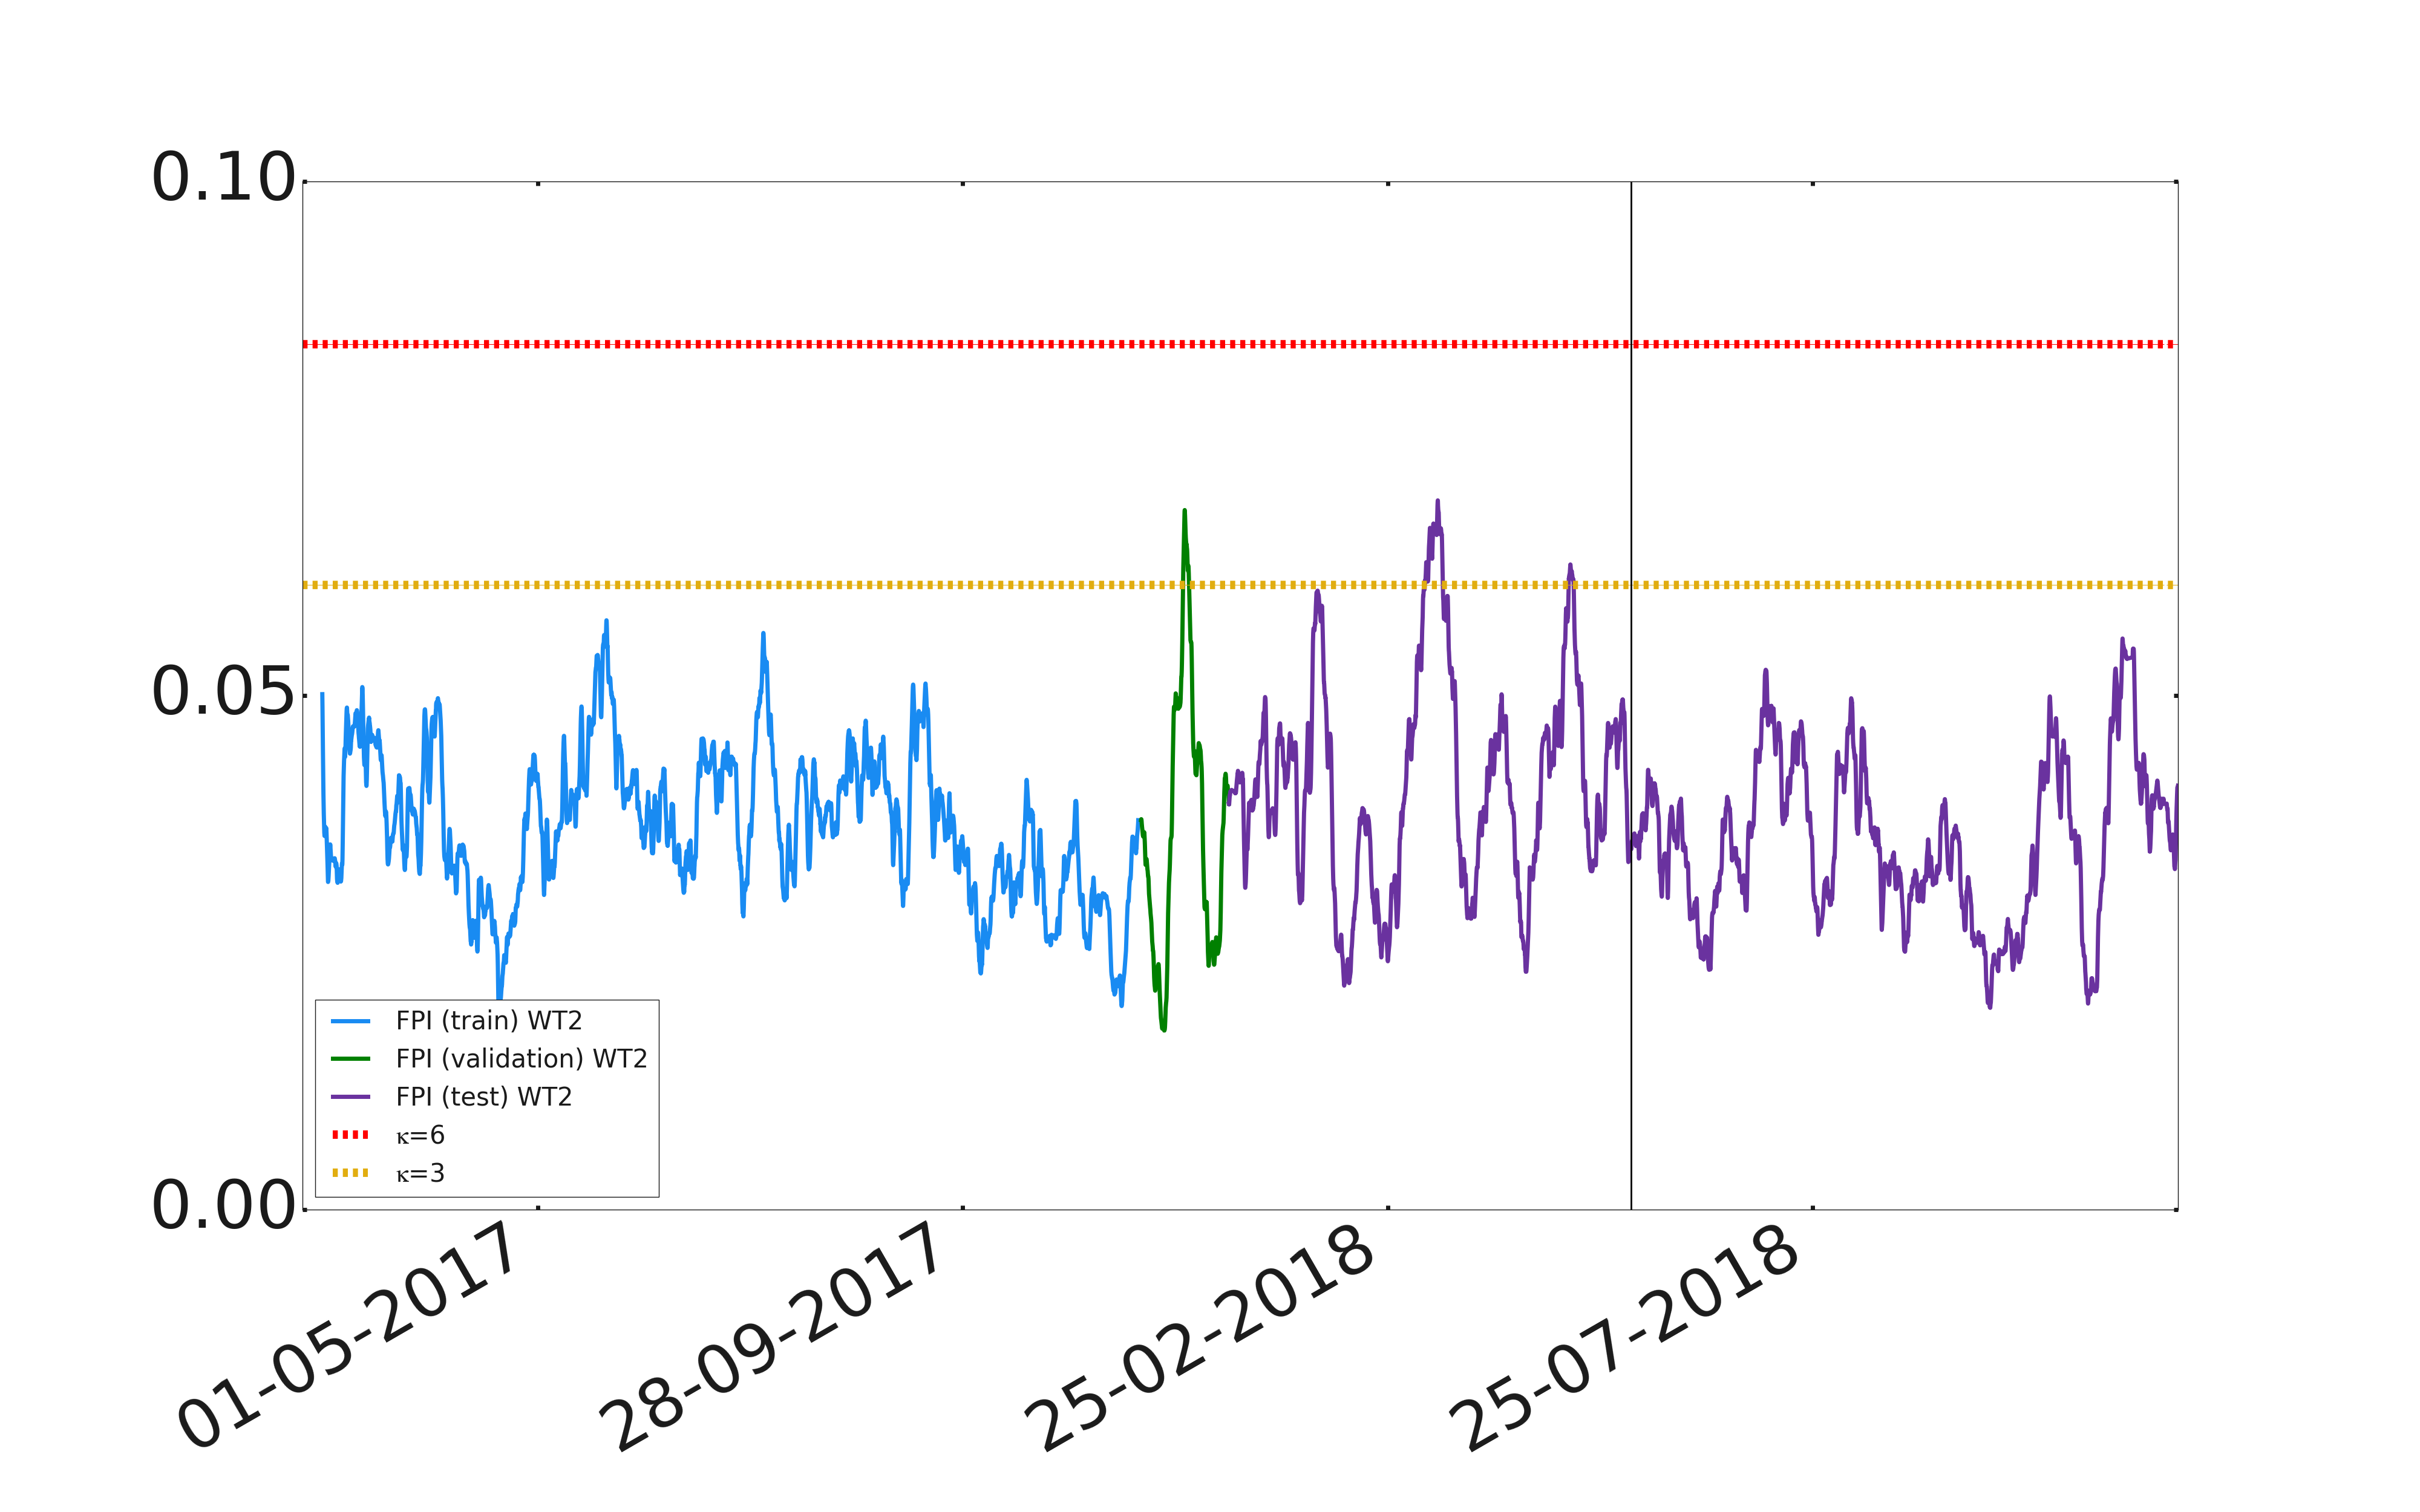 0.10
0.05
0.00
FPI (train) WT2
FPI (validation) WT2
FPI (test) WT2
κ=6
κ=3
01-05-2017
28-09-2017
25-02-2018
25-07-2018